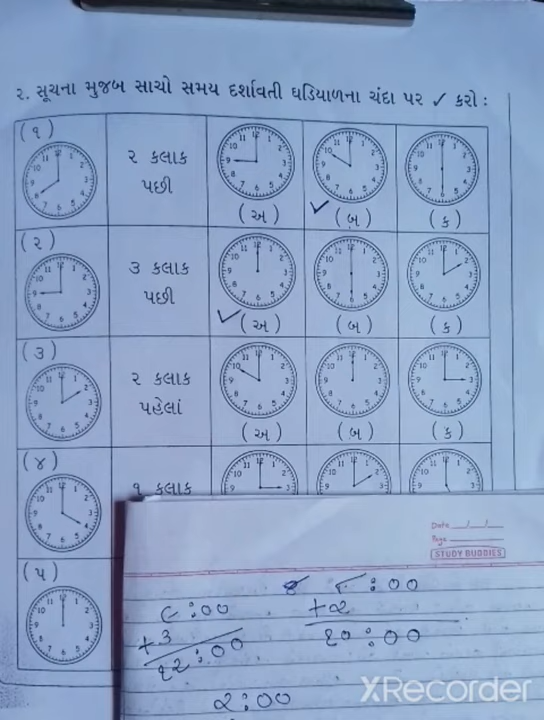 ૨. સૂચના મુજબ સાચો સમય દર્શાવતી ઘડિયાળના ચંદા પર ✓ કરો :
(૧)
૨ કલાક
પછી
(અ) ✓ (બ) (ક)
(૨)
૩ કલાક
પછી
✓ (અ) (બ) (ક)
(૩)
૨ કલાક
પહેલાં
(અ) (બ) (ક)
(૪)
૧ કલાક
(૫)
Date
Page
STUDY BUDDIES
૯:૦૦
+૩
૧૨:૦૦
૮:૦૦
+૨
૧૦:૦૦
૨:૦૦
XRecorder